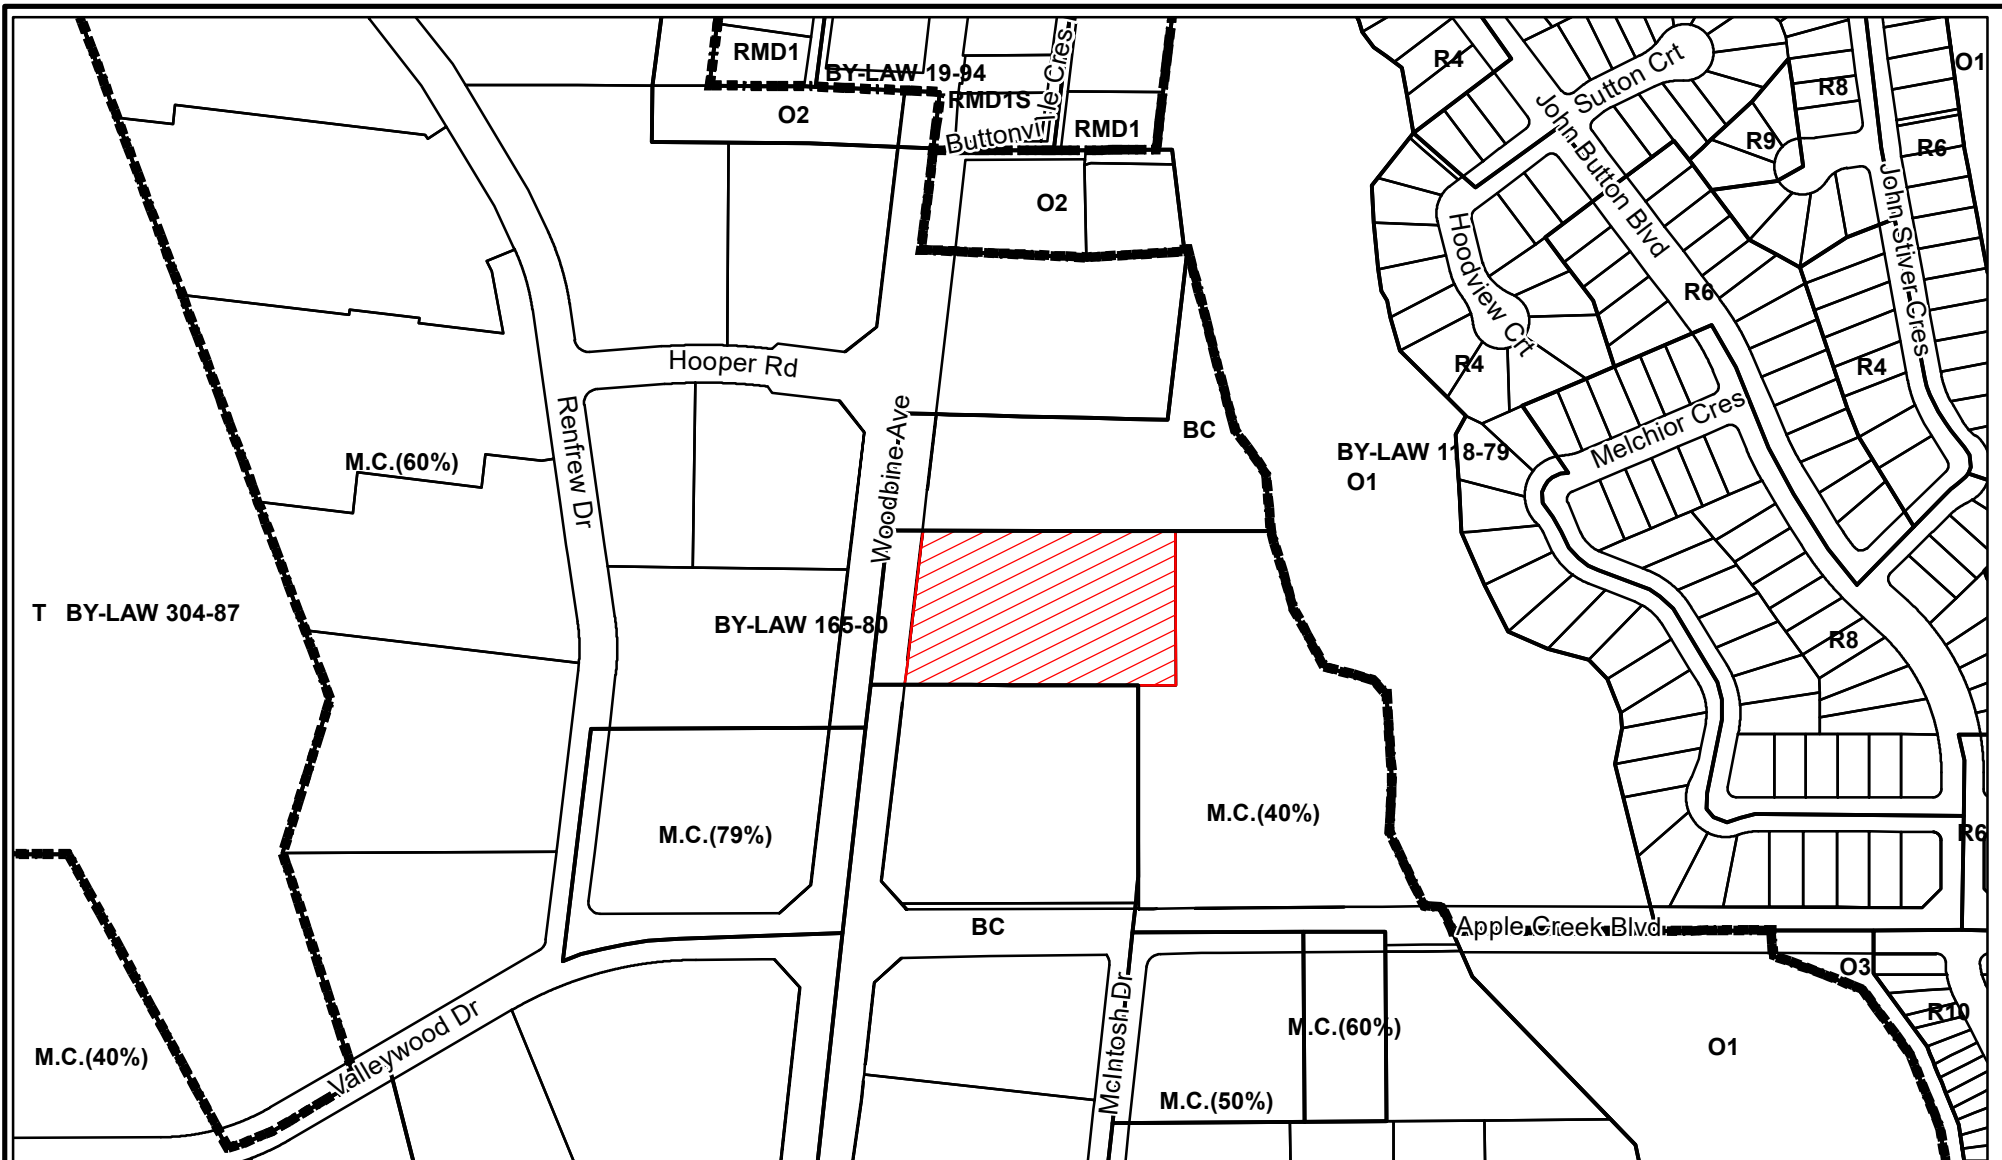 RMD1
BY-LAW 19-94
RMD1S
O2
Buttonville-Cres
RMD1
O2
R4
Sutton Crt
John-Button Blvd
R8
O1
R9
R6
John-Stiver-Cres
Hoodview Crt
R6
R4
R4
Hooper Rd
Renfrew Dr
Woodbine-Ave
BC
M.C.(60%)
BY-LAW 118-79
O1
Melchior Cres
T BY-LAW 304-87
BY-LAW 165-80
R8
M.C.(79%)
M.C.(40%)
R6
BC
Apple Creek Blvd
O3
R10
M.C.(40%)
Valleywood Dr
McIntosh-Dr
M.C.(60%)
O1
M.C.(50%)